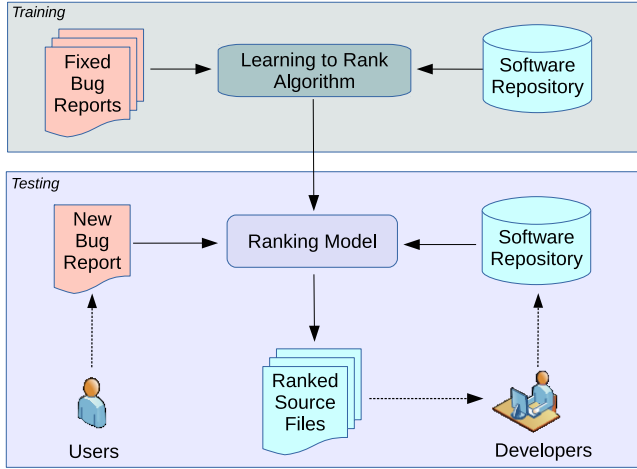 Training
Fixed
Bug
Reports
Learning to Rank
Algorithm
Software
Repository
Testing
New
Bug
Report
Ranking Model
Software
Repository
Ranked
Source
Files
Users
Developers